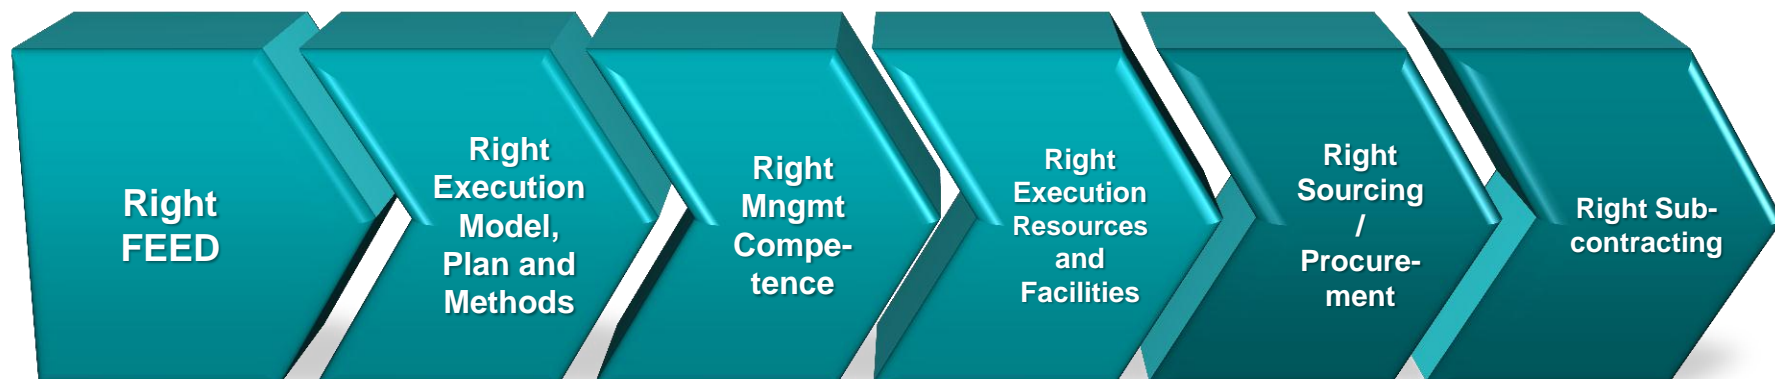 Right
FEED
Right
Execution
Model,
Plan and
Methods
Right
Mngmt
Compe-
tence
Right
Execution
Resources
and
Facilities
Right
Sourcing
/
Procure-
ment
Right Sub-
contracting